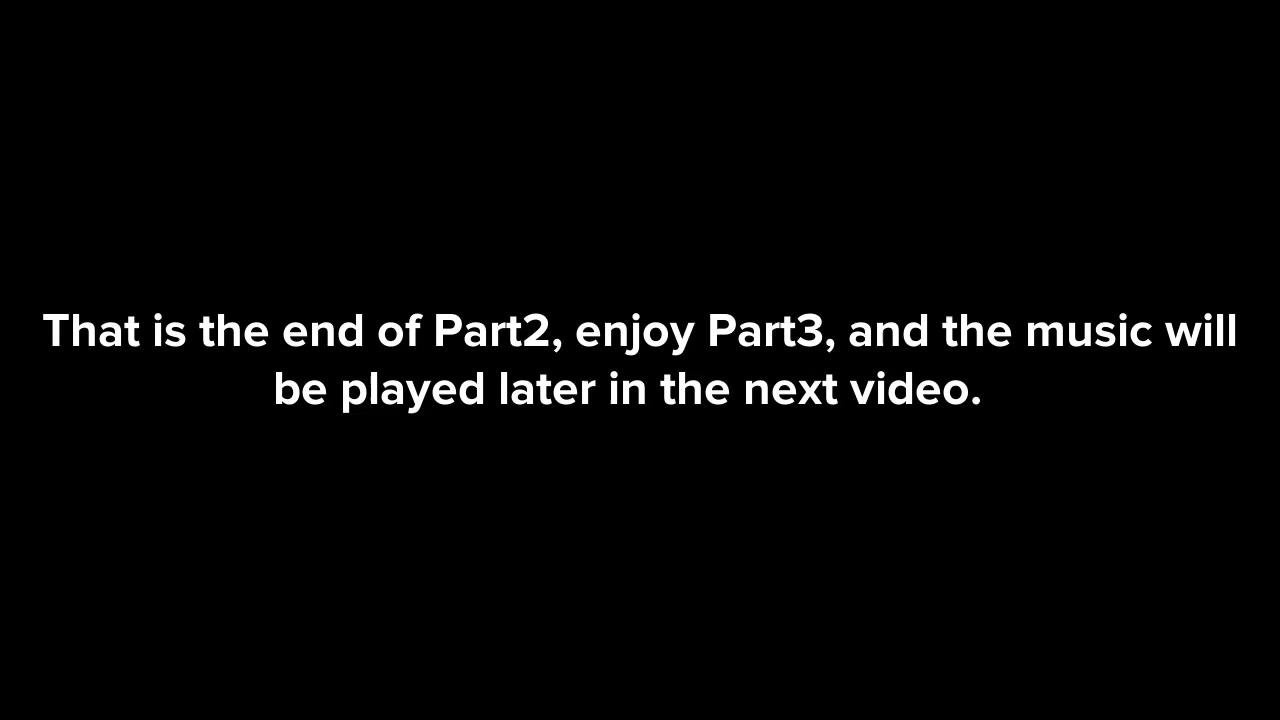 That is the end of Part2, enjoy Part3, and the music will
be played later in the next video.